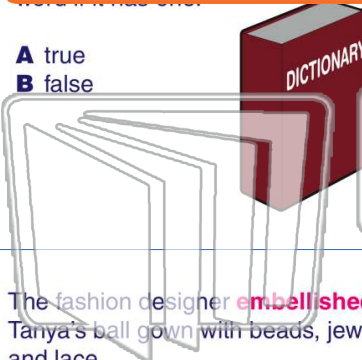 A true
B false
DICTIONARY
The fashion designer embellished
Tanya's ball gown with beads, jew
and lace